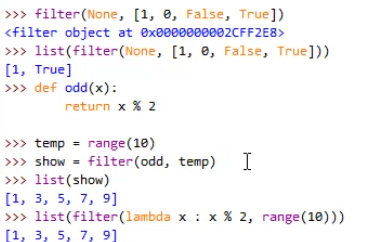 >>> filter(None, [1, 0, False, True])
<filter object at 0x0000000002CFF2E8>
>>> list(filter(None, [1, 0, False, True]))
[1, True]
>>> def odd(x):
        return x % 2

>>> temp = range(10)
>>> show = filter(odd, temp)
>>> list(show)
[1, 3, 5, 7, 9]
>>> list(filter(lambda x : x % 2, range(10)))
[1, 3, 5, 7, 9]